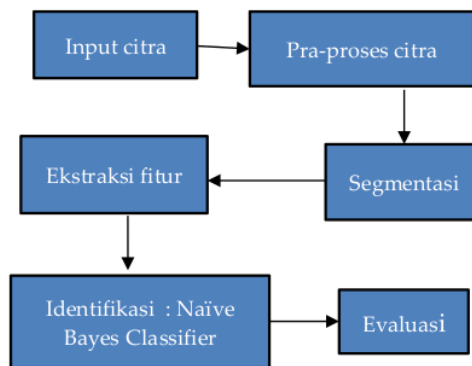 Input citra
Pra-proses citra
Segmentasi
Ekstraksi fitur
Identifikasi : Naïve
Bayes Classifier
Evaluasi